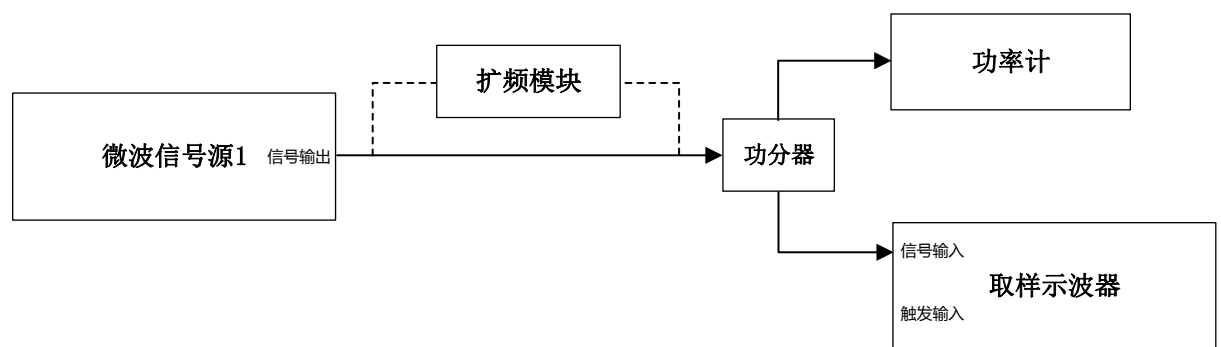 扩频模块
功率计
微波信号源1
信号输出
功分器
信号输入
取样示波器
触发输入